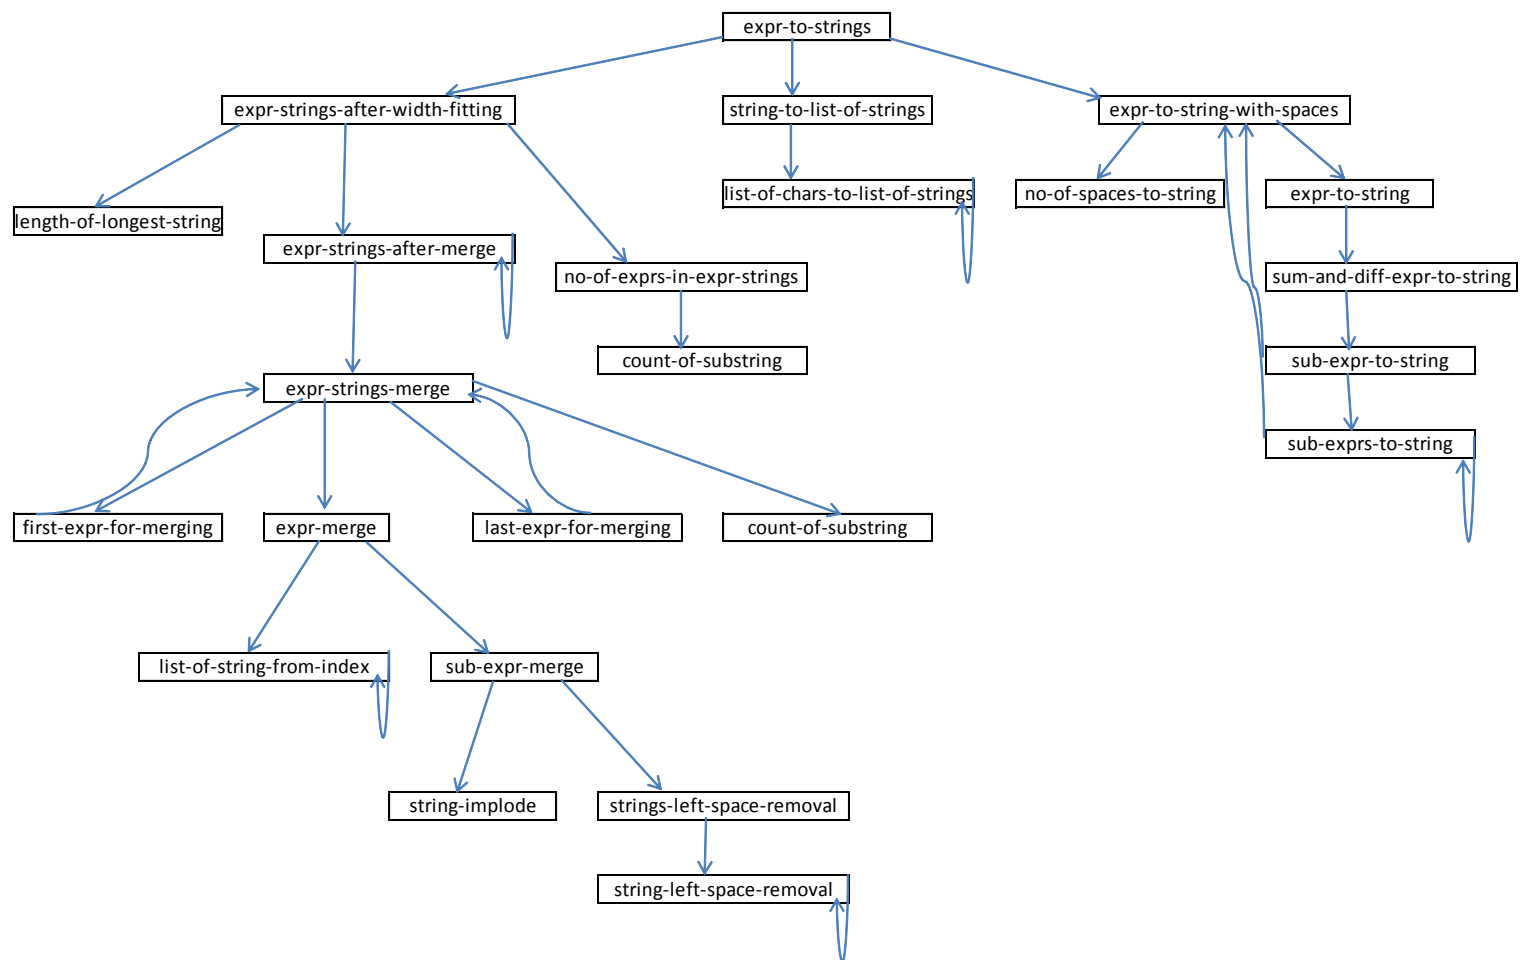 expr-to-strings
expr-strings-after-width-fitting
string-to-list-of-strings
expr-to-string-with-spaces
length-of-longest-string
list-of-chars-to-list-of-strings
no-of-spaces-to-string
expr-to-string
expr-strings-after-merge
no-of-exprs-in-expr-strings
sum-and-diff-expr-to-string
count-of-substring
sub-expr-to-string
expr-strings-merge
sub-exprs-to-string
first-expr-for-merging
expr-merge
last-expr-for-merging
count-of-substring
list-of-string-from-index
sub-expr-merge
string-implode
strings-left-space-removal
string-left-space-removal